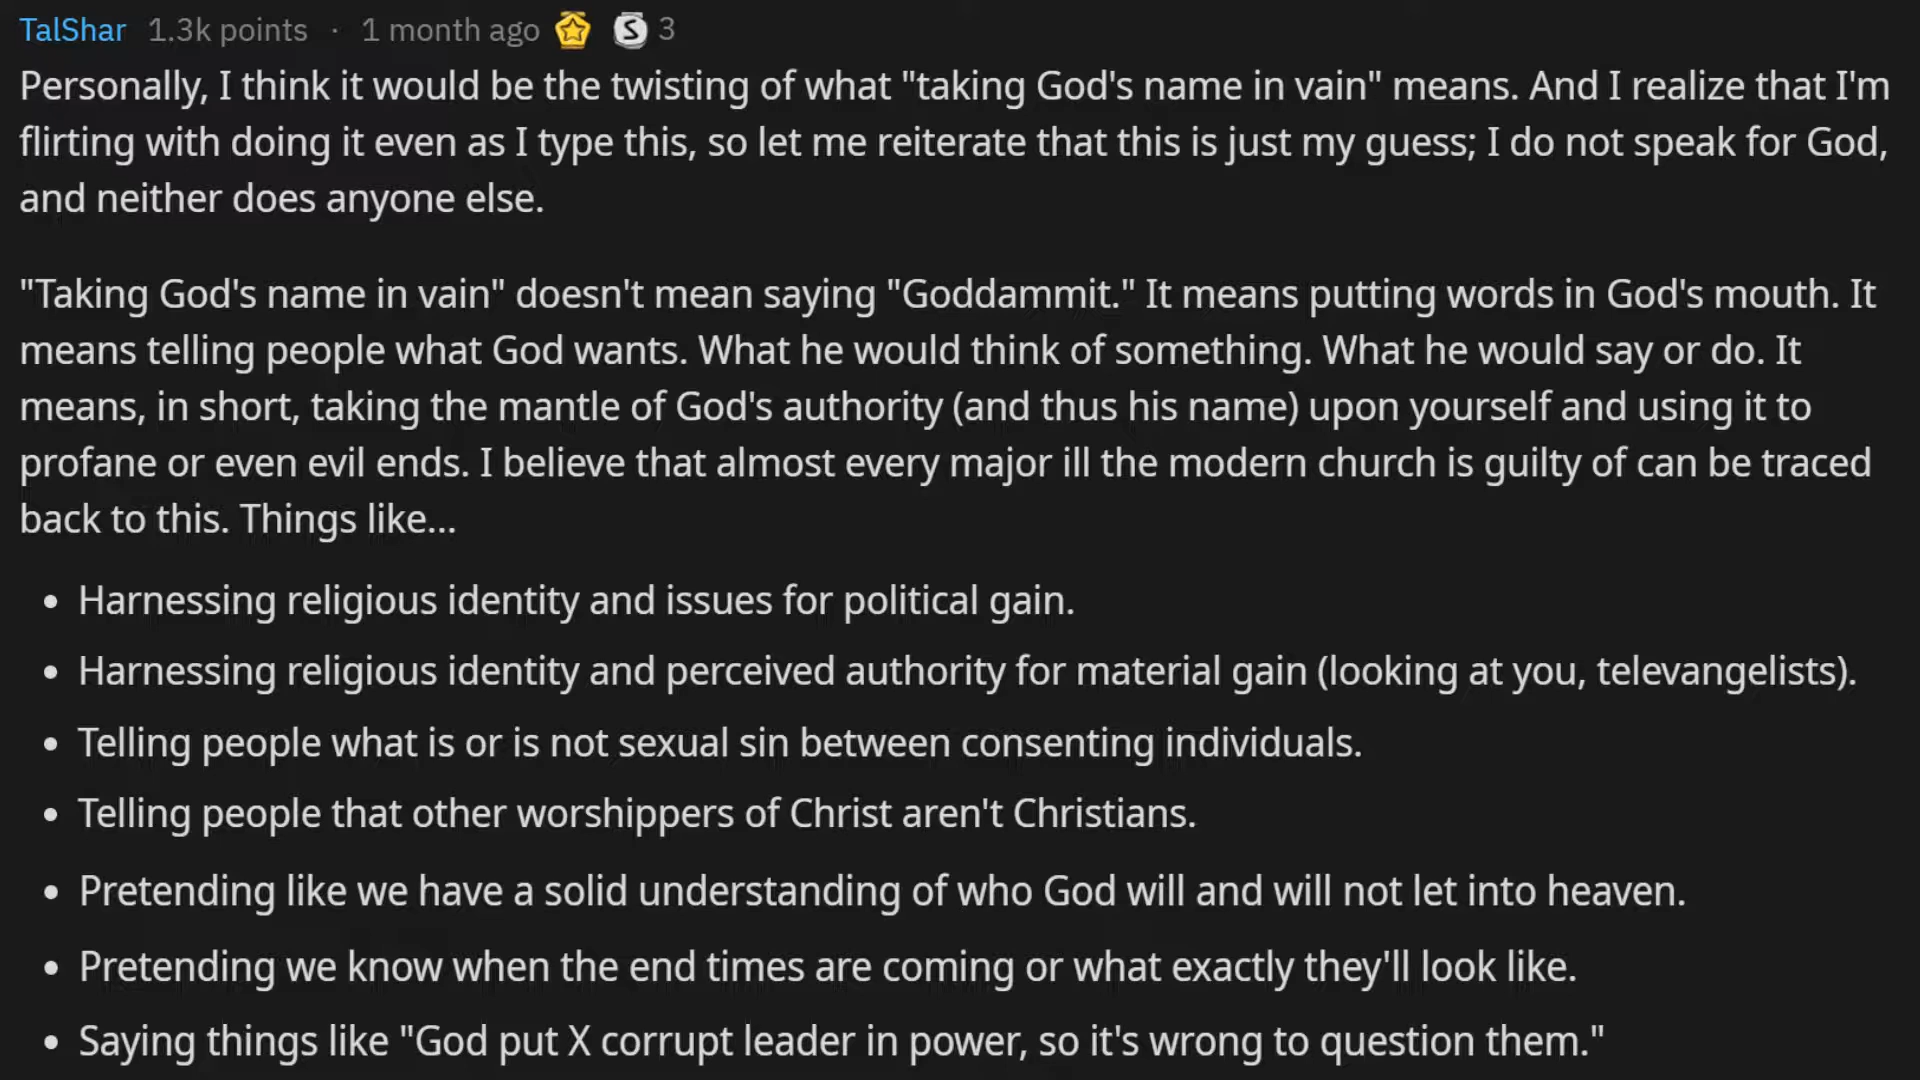 TalShar 1.3k points · 1 month ago S 3
Personally, I think it would be the twisting of what "taking God's name in vain" means. And I realize that I'm
flirting with doing it even as I type this, so let me reiterate that this is just my guess; I do not speak for God,
and neither does anyone else.
"Taking God's name in vain" doesn't mean saying "Goddammit." It means putting words in God's mouth. It
means telling people what God wants. What he would think of something. What he would say or do. It
means, in short, taking the mantle of God's authority (and thus his name) upon yourself and using it to
profane or even evil ends. I believe that almost every major ill the modern church is guilty of can be traced
back to this. Things like...
• Harnessing religious identity and issues for political gain.
• Harnessing religious identity and perceived authority for material gain (looking at you, televangelists).
• Telling people what is or is not sexual sin between consenting individuals.
• Telling people that other worshippers of Christ aren't Christians.
• Pretending like we have a solid understanding of who God will and will not let into heaven.
• Pretending we know when the end times are coming or what exactly they'll look like.
• Saying things like "God put X corrupt leader in power, so it's wrong to question them."